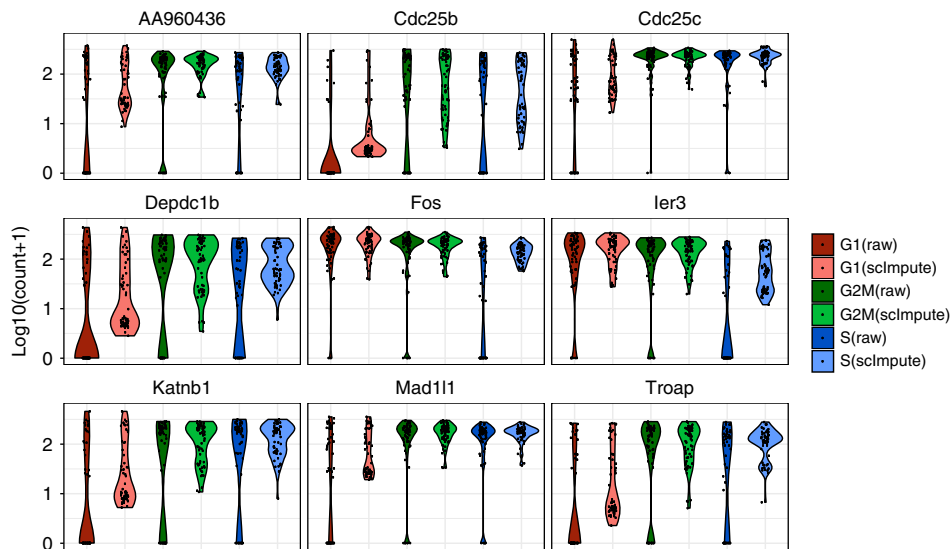 AA960436 Cdc25b Cdc25c
2
1
0
Depdc1b Fos Ier3
Log10(count+1)
2
1
0
G1(raw)
G1(scImpute)
G2M(raw)
G2M(scImpute)
S(raw)
S(scImpute)
Katnb1 Mad1l1 Troap
2
1
0